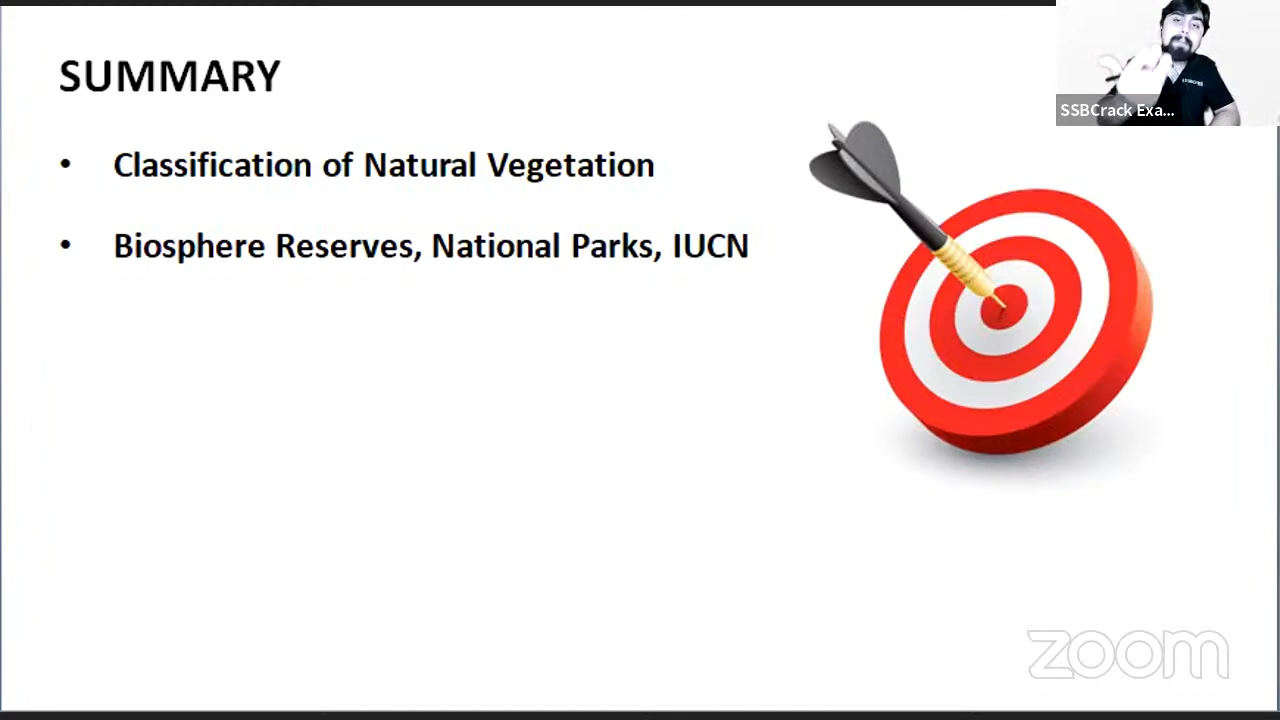 SUMMARY
SSBCrack Exa...
• Classification of Natural Vegetation
• Biosphere Reserves, National Parks, IUCN
zoom